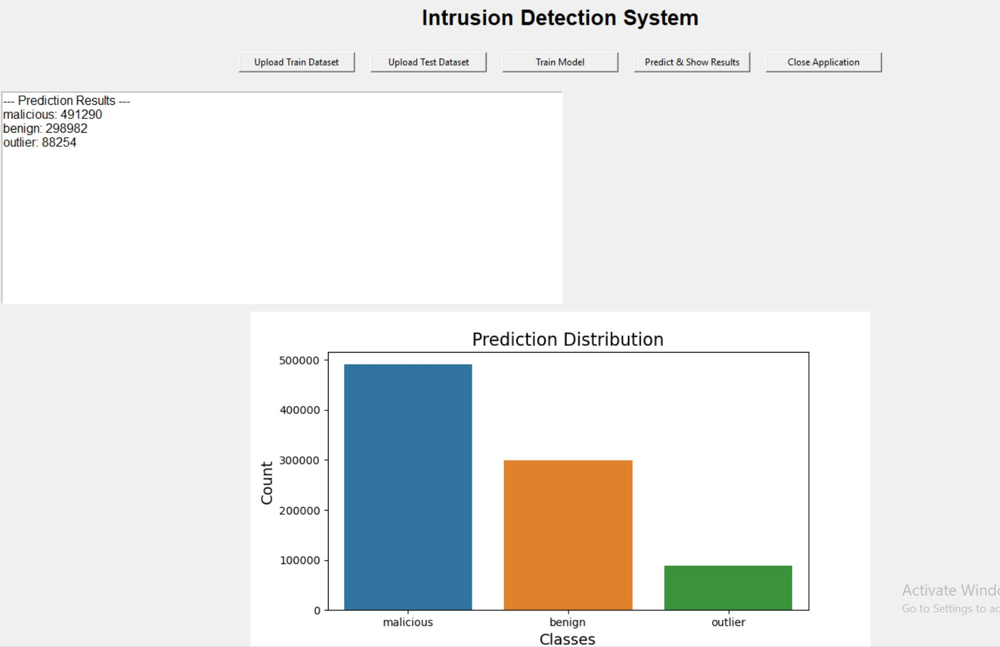 Intrusion Detection System
Upload Train Dataset
Upload Test Dataset
Train Model
Predict & Show Results
Close Application
--- Prediction Results ---
malicious: 491290
benign: 298982
outlier: 88254
Prediction Distribution
500000
400000
300000
200000
100000
0
Count
malicious
benign
outlier
Classes
Activate Windo
Go to Settings to ac